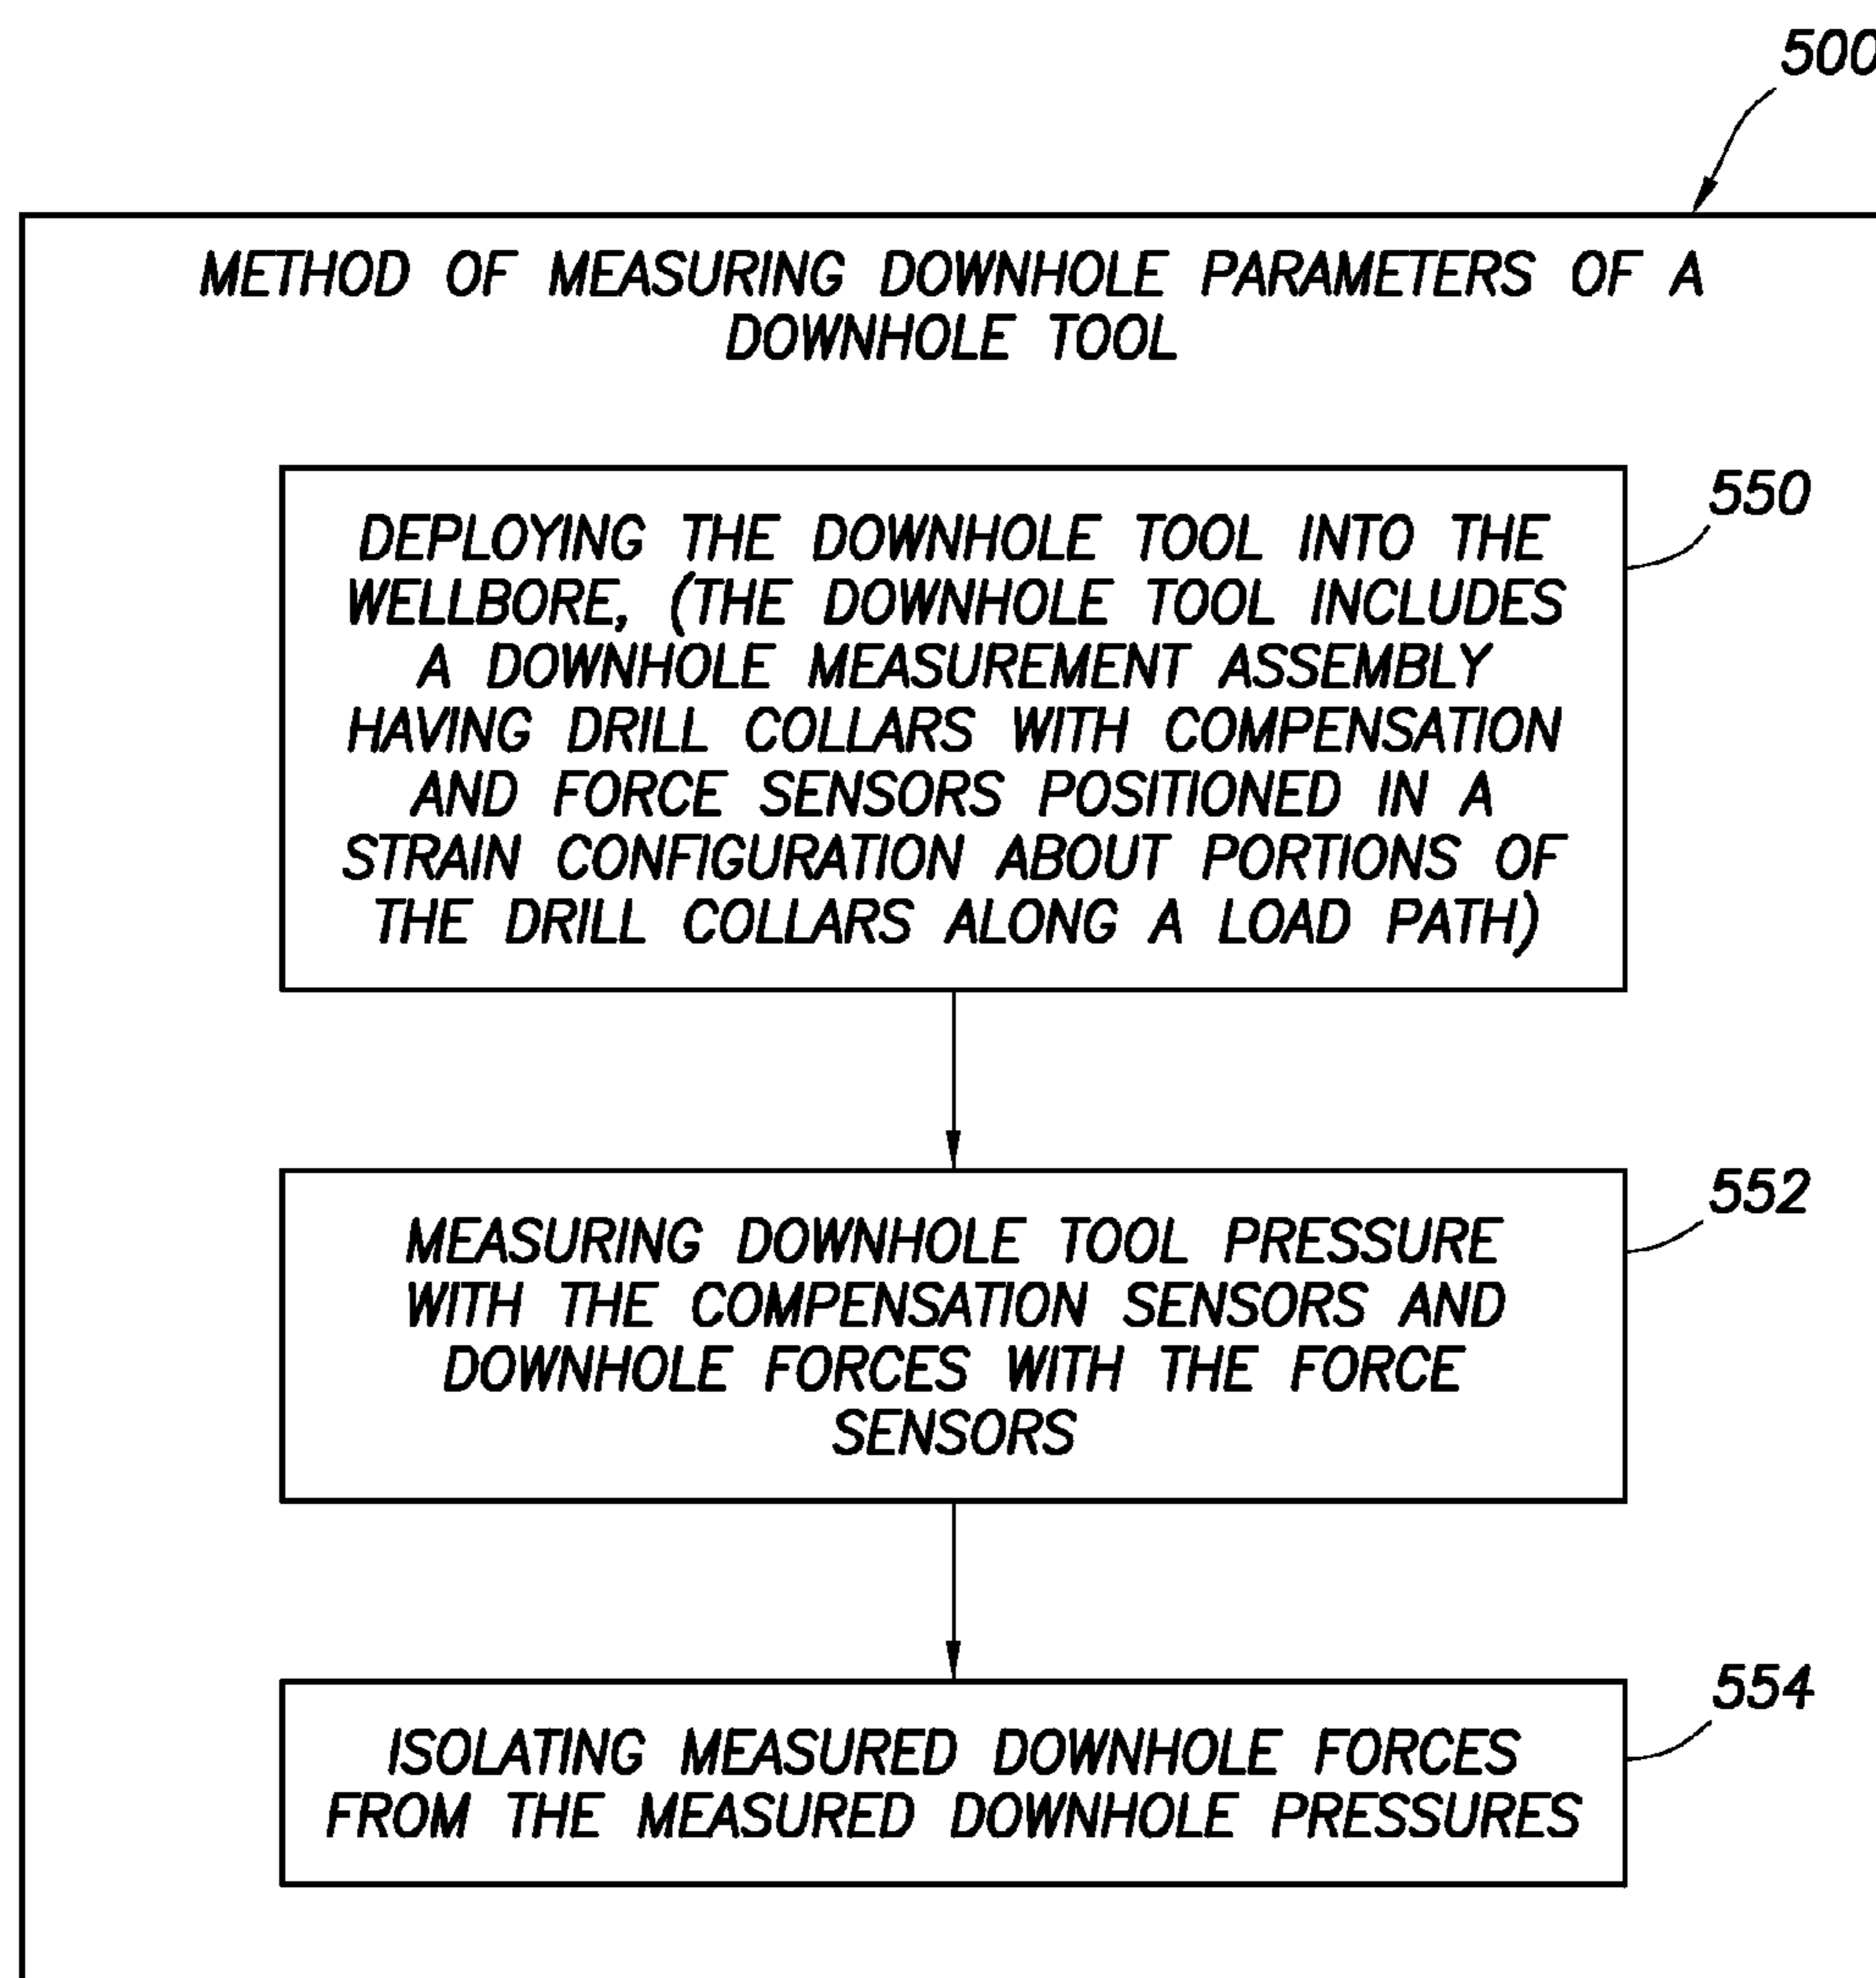 500
METHOD OF MEASURING DOWNHOLE PARAMETERS OF A
DOWNHOLE TOOL
550
DEPLOYING THE DOWNHOLE TOOL INTO THE
WELLBORE, (THE DOWNHOLE TOOL INCLUDES
A DOWNHOLE MEASUREMENT ASSEMBLY
HAVING DRILL COLLARS WITH COMPENSATION
AND FORCE SENSORS POSITIONED IN A
STRAIN CONFIGURATION ABOUT PORTIONS OF
THE DRILL COLLARS ALONG A LOAD PATH)
552
MEASURING DOWNHOLE TOOL PRESSURE
WITH THE COMPENSATION SENSORS AND
DOWNHOLE FORCES WITH THE FORCE
SENSORS
554
ISOLATING MEASURED DOWNHOLE FORCES
FROM THE MEASURED DOWNHOLE PRESSURES